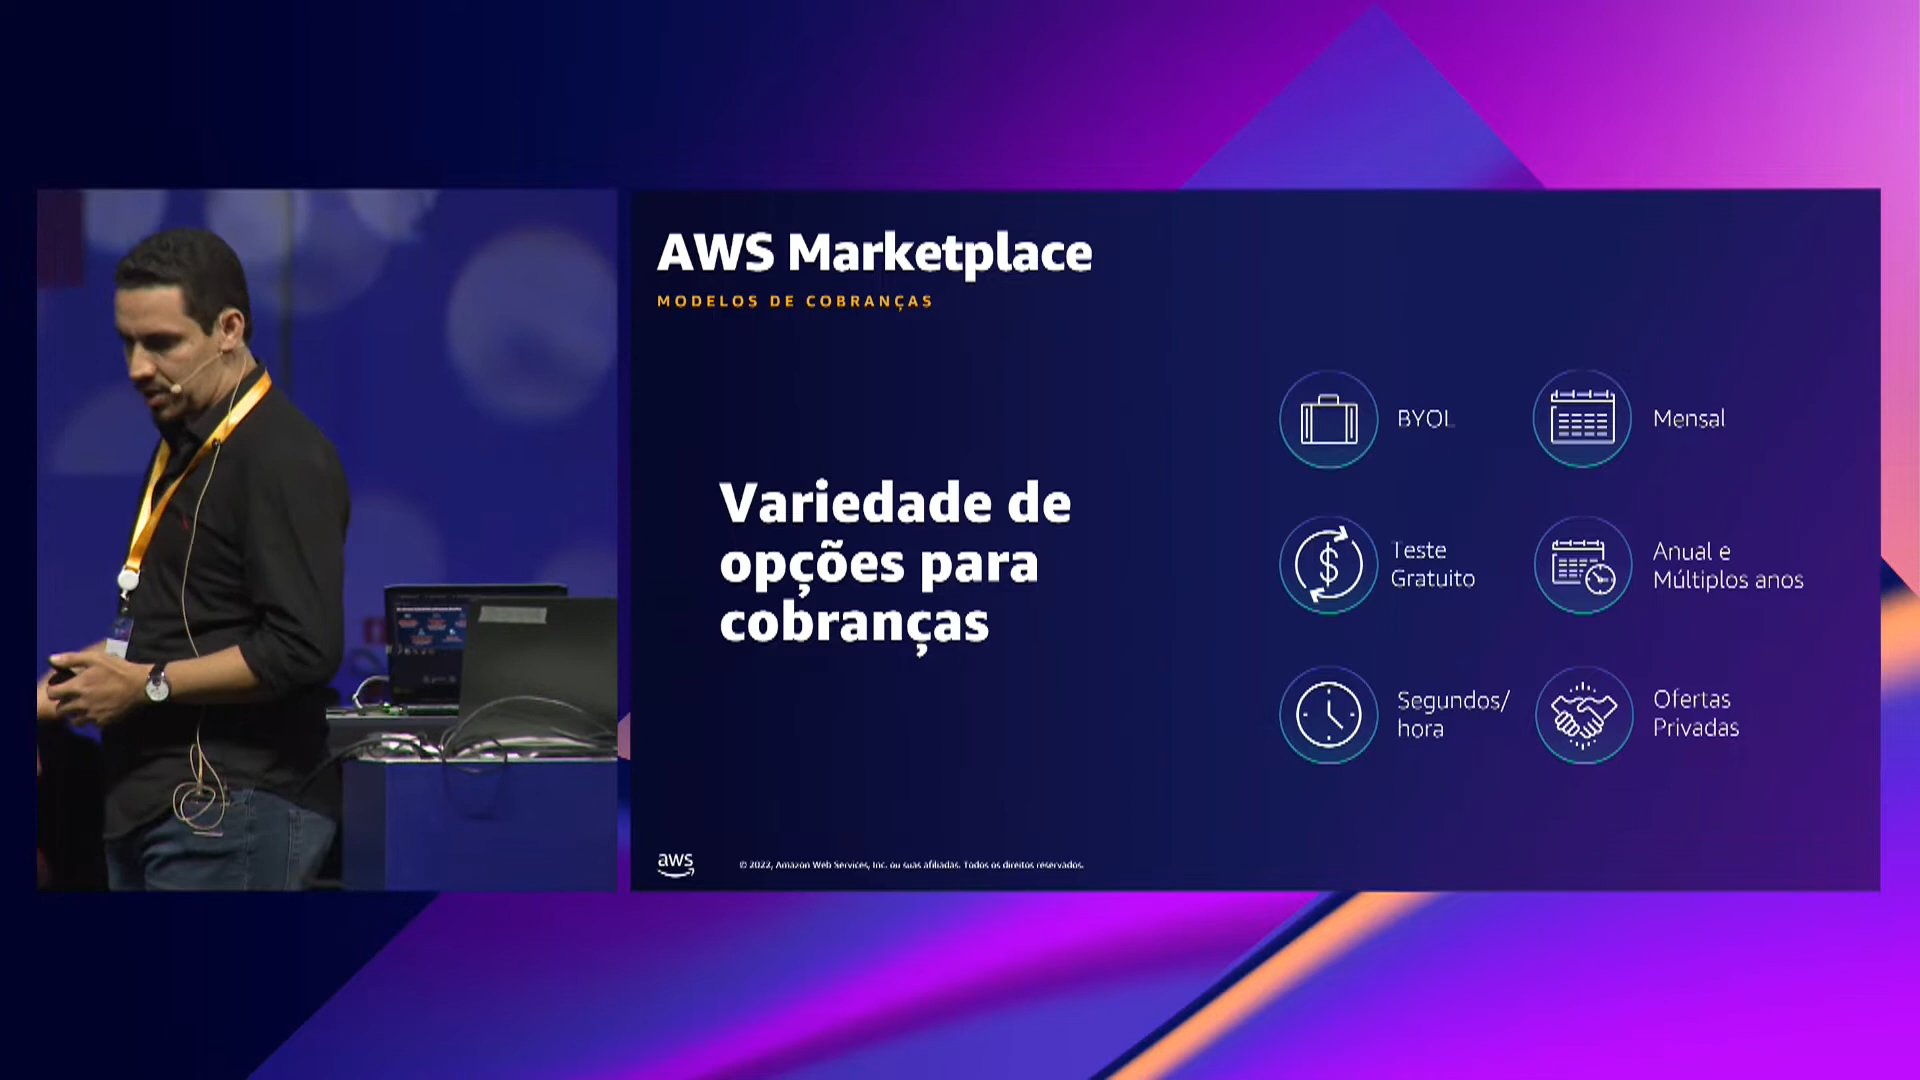 AWS Marketplace
MODELOS DE COBRANÇAS
Variedade de
opções para
cobranças
BYOL
Mensal
Teste
Gratuito
Anual e
Múltiplos anos
Segundos/
hora
Ofertas
Privadas
aws
© 2022, Amazon Web Services, Inc. ou suas afiliadas. Todos os direitos reservados.